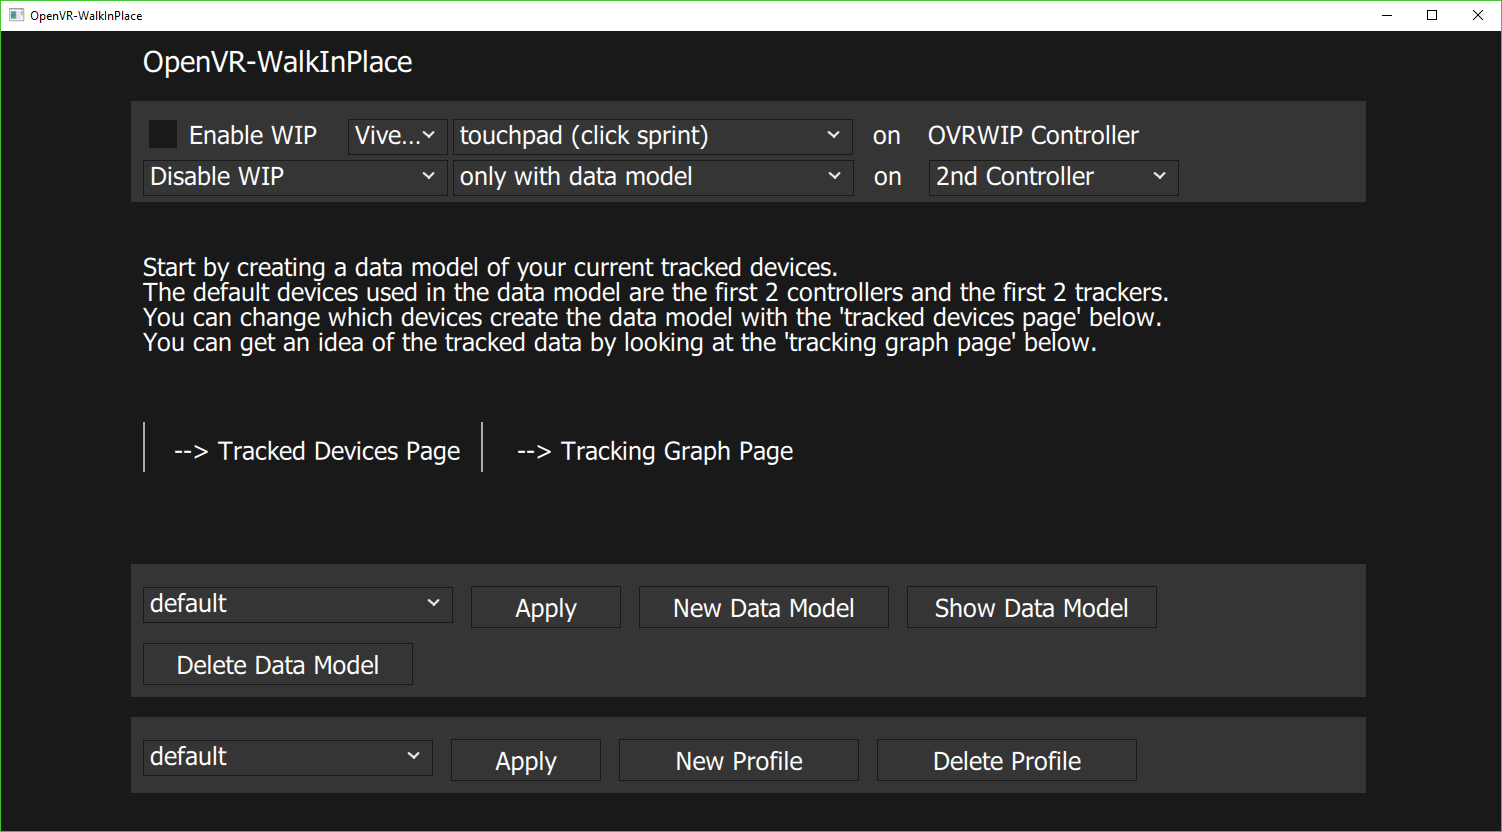 OpenVR-WalkInPlace
OpenVR-WalkInPlace
Enable WIP Vive... touchpad (click sprint) on OVRWIP Controller
Disable WIP only with data model on 2nd Controller
Start by creating a data model of your current tracked devices.
The default devices used in the data model are the first 2 controllers and the first 2 trackers.
You can change which devices create the data model with the 'tracked devices page' below.
You can get an idea of the tracked data by looking at the 'tracking graph page' below.
--> Tracked Devices Page --> Tracking Graph Page
default Apply New Data Model Show Data Model
Delete Data Model
default Apply New Profile Delete Profile